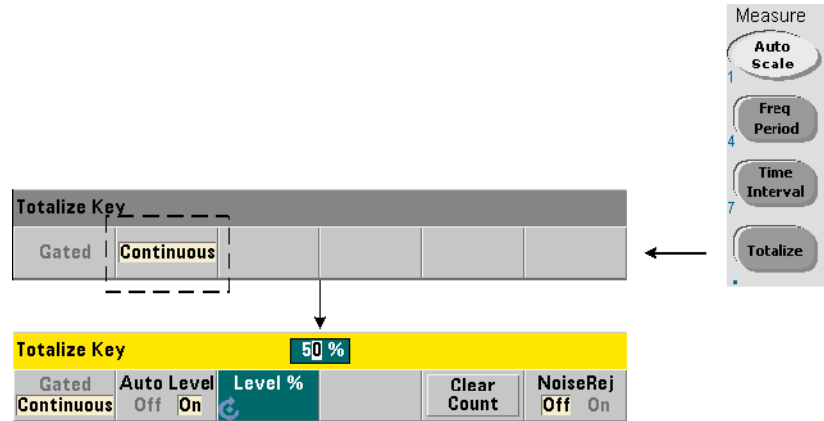 Measure
Auto
Scale
1
Freq
Period
4
Time
Interval
7
Totalize
.
Totalize Key
Gated Continuous
Totalize Key 50 %
Gated Auto Level Level % Clear NoiseRej
Continuous Off On Count Off On